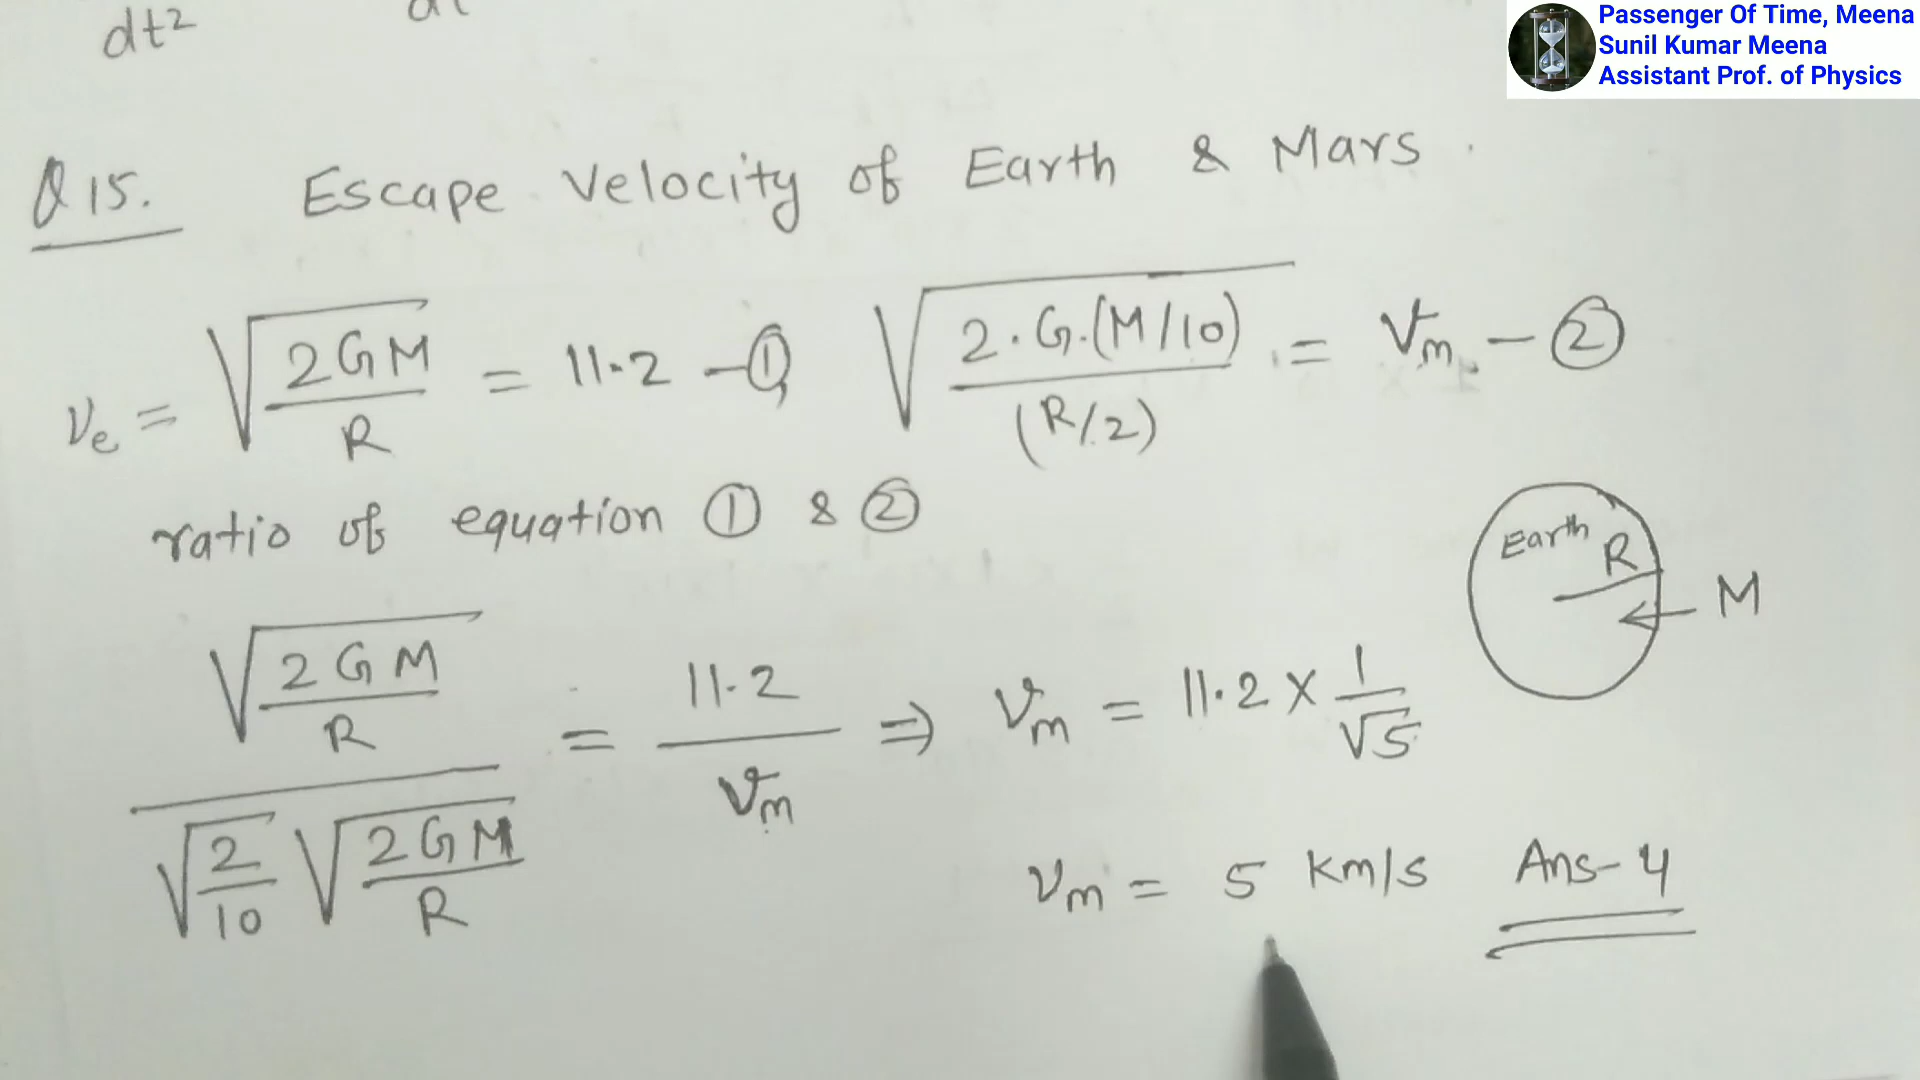 dt²
Passenger Of Time, Meena
Sunil Kumar Meena
Assistant Prof. of Physics
Q15. Escape Velocity of Earth & Mars.
Ve = √(2GM/R) = 11.2 – ① √(2.G.(M/10)/(R/2)) = Vm – ②
ratio of equation ① & ②
Earth R M
√(2GM/R) / √(2/10) √(2GM/R) = 11.2/Vm ⇒ Vm = 11.2 × 1/√5
Vm = 5 km/s Ans-4